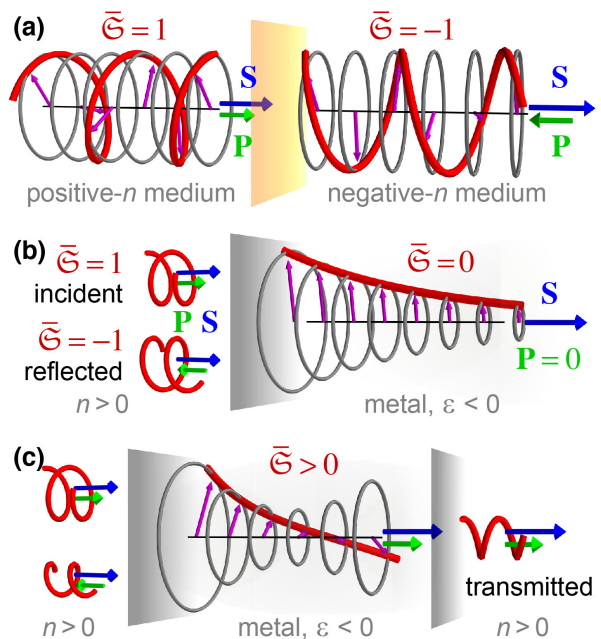 (a) 𝔖̄ = 1 𝔖̄ = −1
S S
P P
positive-n medium negative-n medium
(b) 𝔖̄ = 1 𝔖̄ = 0
incident S
P S
𝔖̄ = −1
reflected P = 0
n > 0 metal, ε < 0
(c) 𝔖̄ > 0
transmitted
n > 0 metal, ε < 0 n > 0